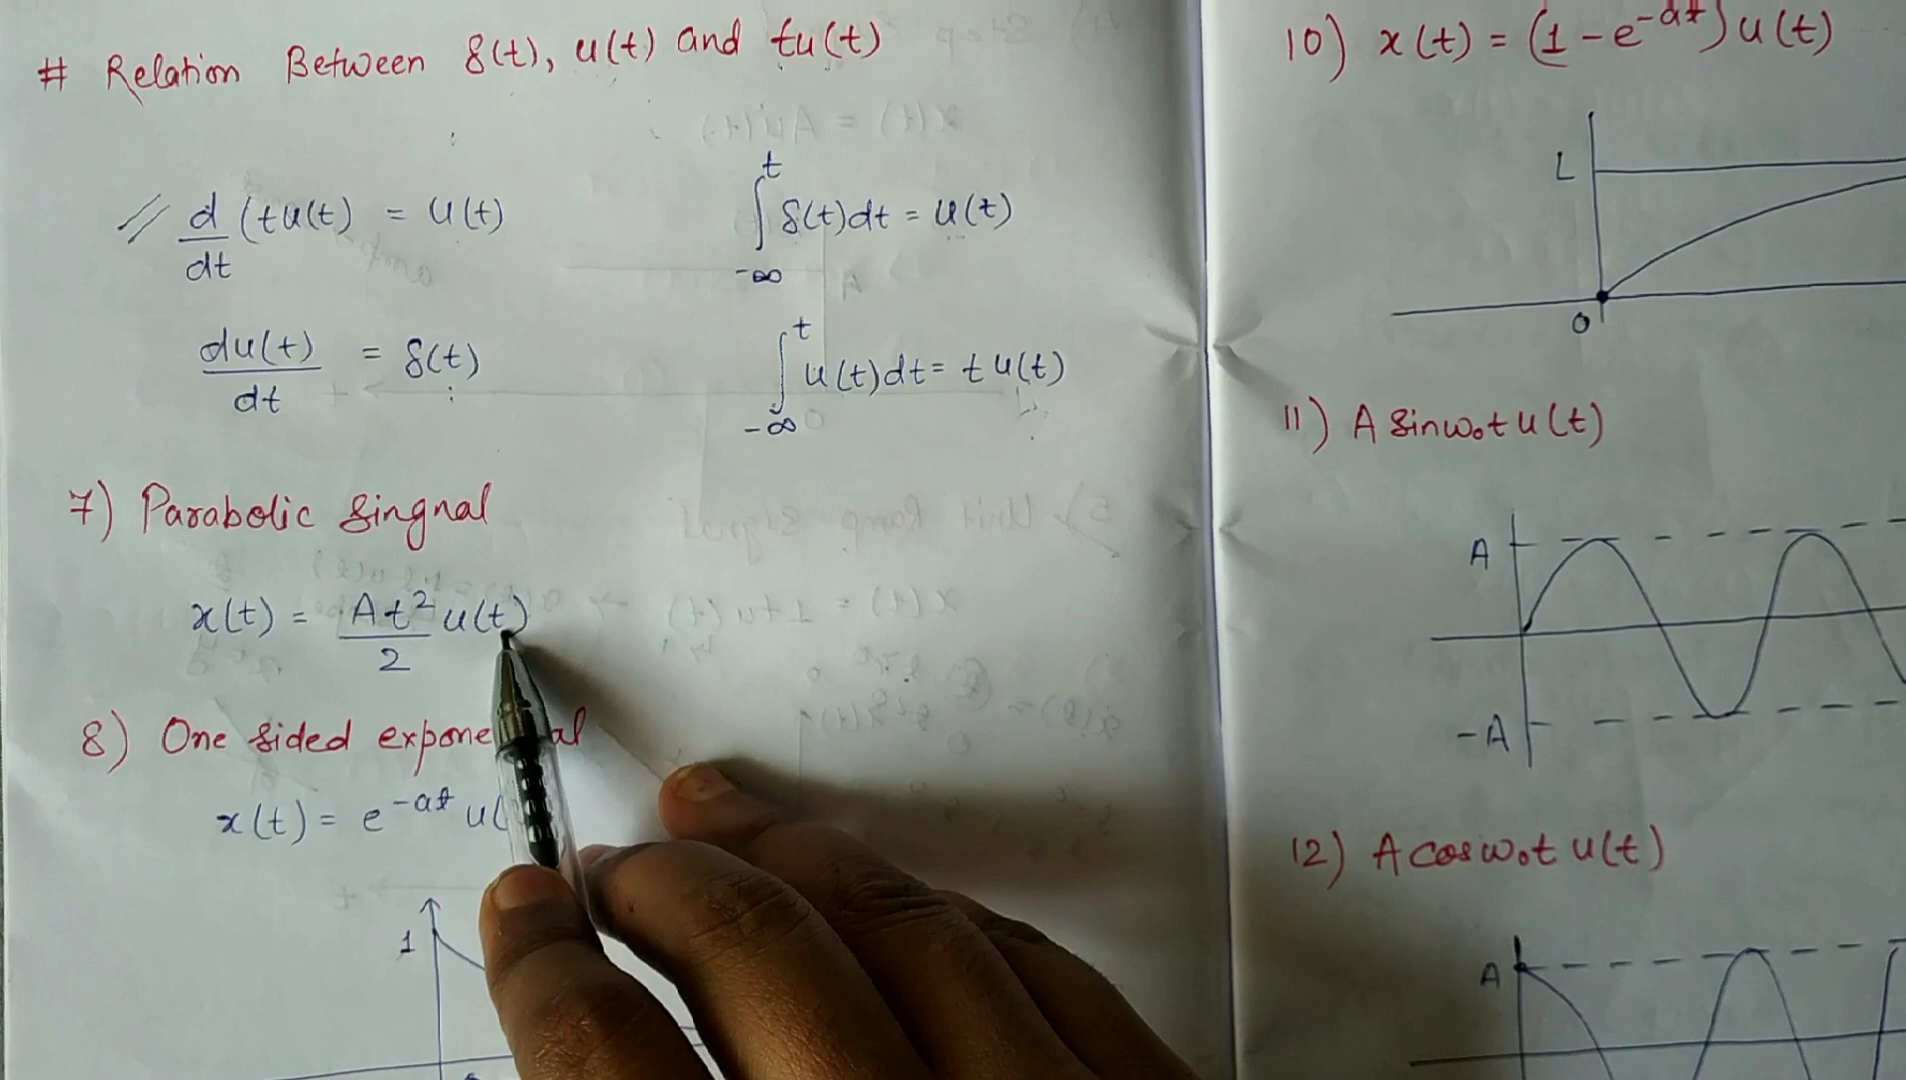 # Relation Between δ(t), u(t) and tu(t)
d/dt (tu(t) = u(t)
∫_{-∞}^{t} δ(t)dt = u(t)
du(t)/dt = δ(t)
∫_{-∞}^{t} u(t)dt = t u(t)
7) Parabolic Singnal
x(t) = At²/2 u(t)
8) One sided
x(t) = e^{-at} u(
1
10) x(t) = (1 - e^{-at}) u(t)
L
0
11) A Sinω₀t u(t)
A
-A
12) A cosω₀t u(t)
A